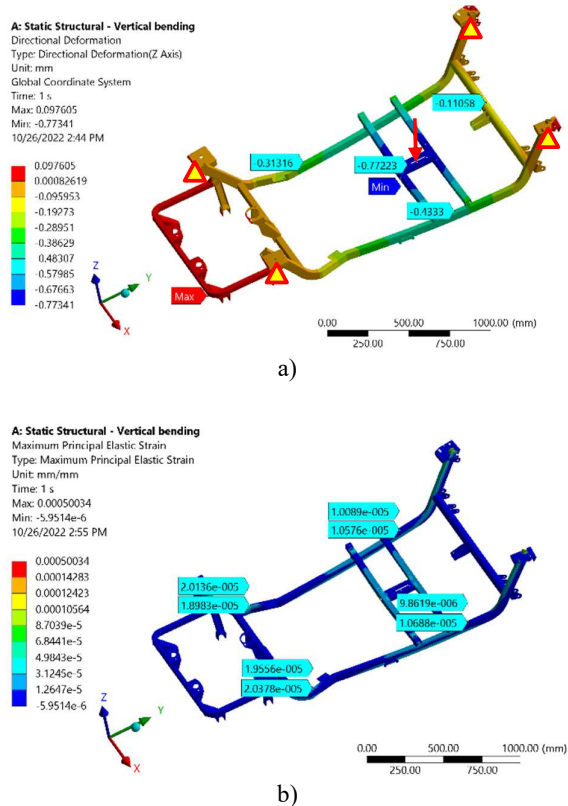 A: Static Structural - Vertical bending
Directional Deformation
Type: Directional Deformation(Z Axis)
Unit: mm
Global Coordinate System
Time: 1 s
Max: 0.097605
Min: -0.77341
10/26/2022 2:44 PM
0.097605
0.00082619
-0.095953
-0.19273
-0.28951
-0.38629
-0.48307
-0.57985
-0.67663
-0.77341
-0.11058
-0.31316
-0.77223
Min
-0.4333
Max
Z
Y
X
0.00
500.00
1000.00 (mm)
250.00
750.00
a)
A: Static Structural - Vertical bending
Maximum Principal Elastic Strain
Type: Maximum Principal Elastic Strain
Unit: mm/mm
Time: 1 s
Max: 0.00050034
Min: -5.9514e-6
10/26/2022 2:55 PM
0.00050034
0.00014283
0.00012423
0.00010564
8.7039e-5
6.8441e-5
4.9843e-5
3.1245e-5
1.2647e-5
-5.9514e-6
1.0089e-005
1.0576e-005
2.0136e-005
1.8983e-005
9.8619e-006
1.0688e-005
1.9556e-005
2.0378e-005
Z
Y
X
0.00
500.00
1000.00 (mm)
250.00
750.00
b)